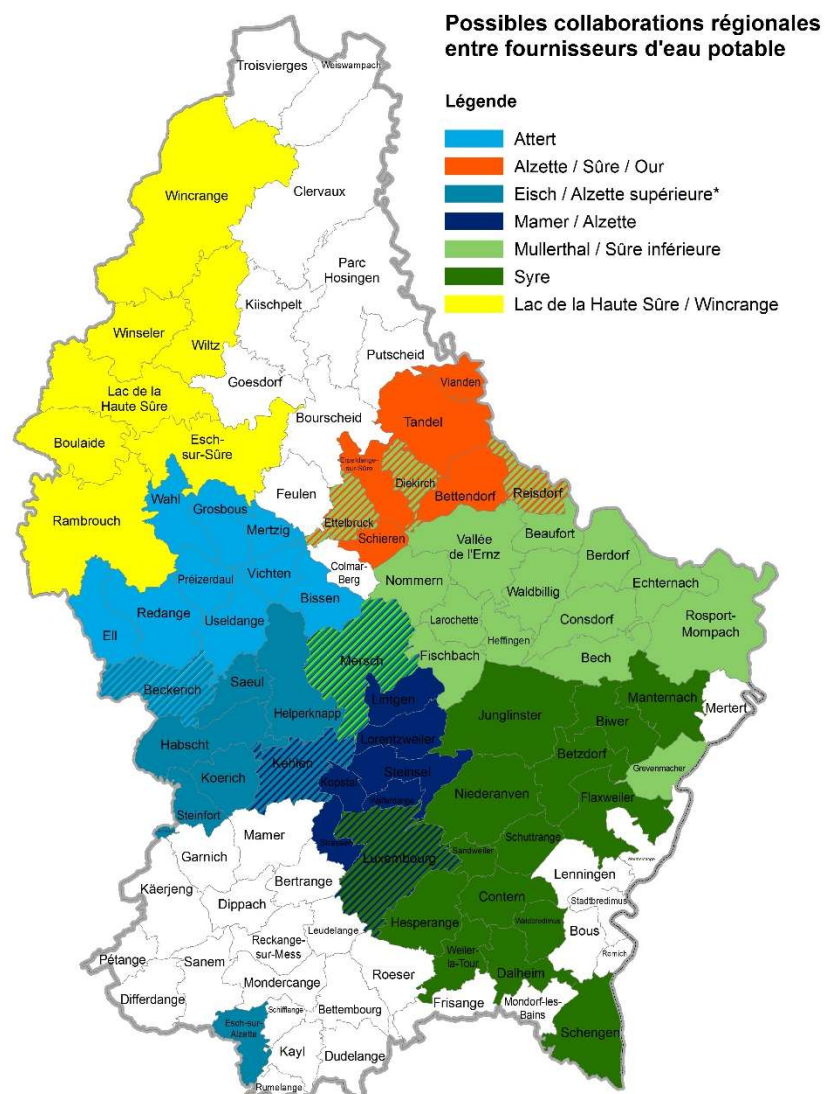 Possibles collaborations régionales
entre fournisseurs d'eau potable
Légende
Attert
Alzette / Sûre / Our
Eisch / Alzette supérieure*
Mamer / Alzette
Mullerthal / Sûre inférieure
Syre
Lac de la Haute Sûre / Wincrange
Troisvierges
Weiswampach
Wincrange
Clervaux
Parc
Hosingen
Kiischpelt
Winseler
Wiltz
Putscheid
Goesdorf
Vianden
Lac de la
Haute Sûre
Bourscheid
Tandel
Boulaide
Esch-
sur-Sûre
Erpeldange-
sur-Sûre
Diekirch
Bettendorf
Reisdorf
Feulen
Wahl
Grosbous
Rambrouch
Ettelbruck
Mertzig
Schieren
Vallée
de l'Ernz
Beaufort
Berdorf
Colmar-
Berg
Préizerdaul
Vichten
Nommern
Waldbillig
Echternach
Bissen
Redange
Useldange
Ell
Larochette
Consdorf
Rosport-
Mompach
Heffingen
Mersch
Fischbach
Bech
Beckerich
Saeul
Lintgen
Manternach
Mertert
Helperknapp
Junglinster
Biwer
Lorentzweiler
Habscht
Betzdorf
Kehlen
Steinsel
Grevenmacher
Koerich
Kopstal
Niederanven
Flaxweiler
Steinfort
Mamer
Schuttrange
Garnich
Luxembourg
Sandweiler
Lenningen
Bertrange
Käerjeng
Contern
Stadtbredimus
Dippach
Hesperange
Waldbredimus
Bous
Leudelange
Reckange-
sur-Mess
Weiler-
la-Tour
Remich
Pétange
Sanem
Roeser
Dalheim
Mondercange
Differdange
Bettembourg
Frisange
Mondorf-les-
Bains
Schifflange
Esch-sur-
Alzette
Schengen
Kayl
Dudelange
Rumelange